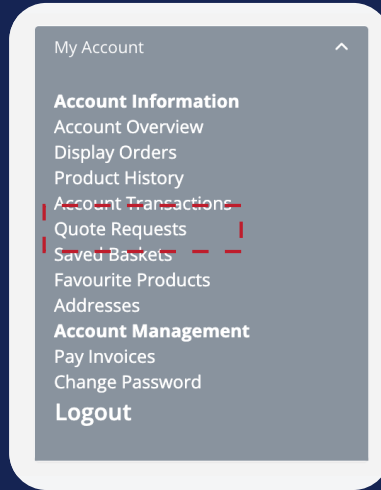 My Account
Account Information
Account Overview
Display Orders
Product History
Account Transactions
Quote Requests
Saved Baskets
Favourite Products
Addresses
Account Management
Pay Invoices
Change Password
Logout